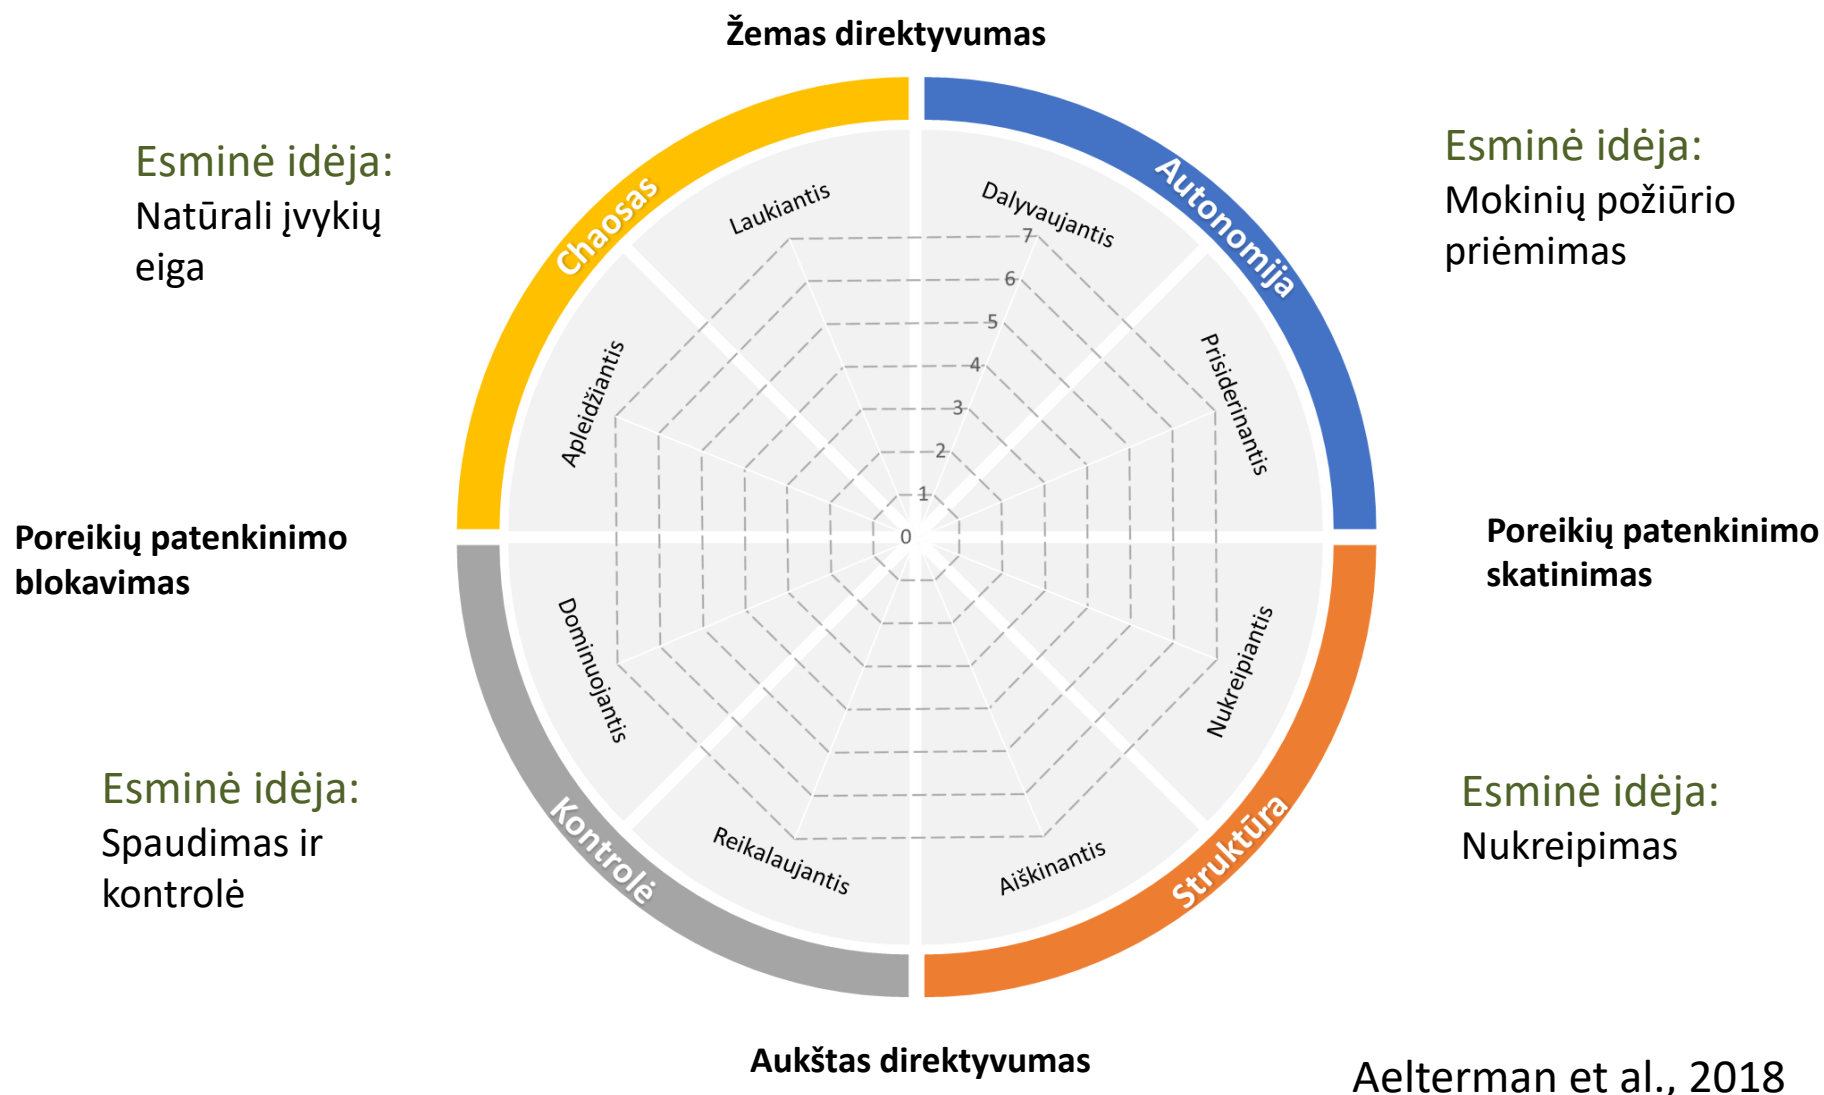 Žemas direktyvumas
Esminė idėja:
Natūrali įvykių
eiga
Esminė idėja:
Mokinių požiūrio
priėmimas
Chaosas
Autonomija
Laukiantis
Dalyvaujantis
Apleidžiantis
Prisiderinantis
7
6
5
4
3
2
1
0
Poreikių patenkinimo
blokavimas
Poreikių patenkinimo
skatinimas
Dominuojantis
Nukreipiantis
Reikalaujantis
Aiškinantis
Kontrolė
Struktūra
Esminė idėja:
Spaudimas ir
kontrolė
Esminė idėja:
Nukreipimas
Aukštas direktyvumas
Aelterman et al., 2018